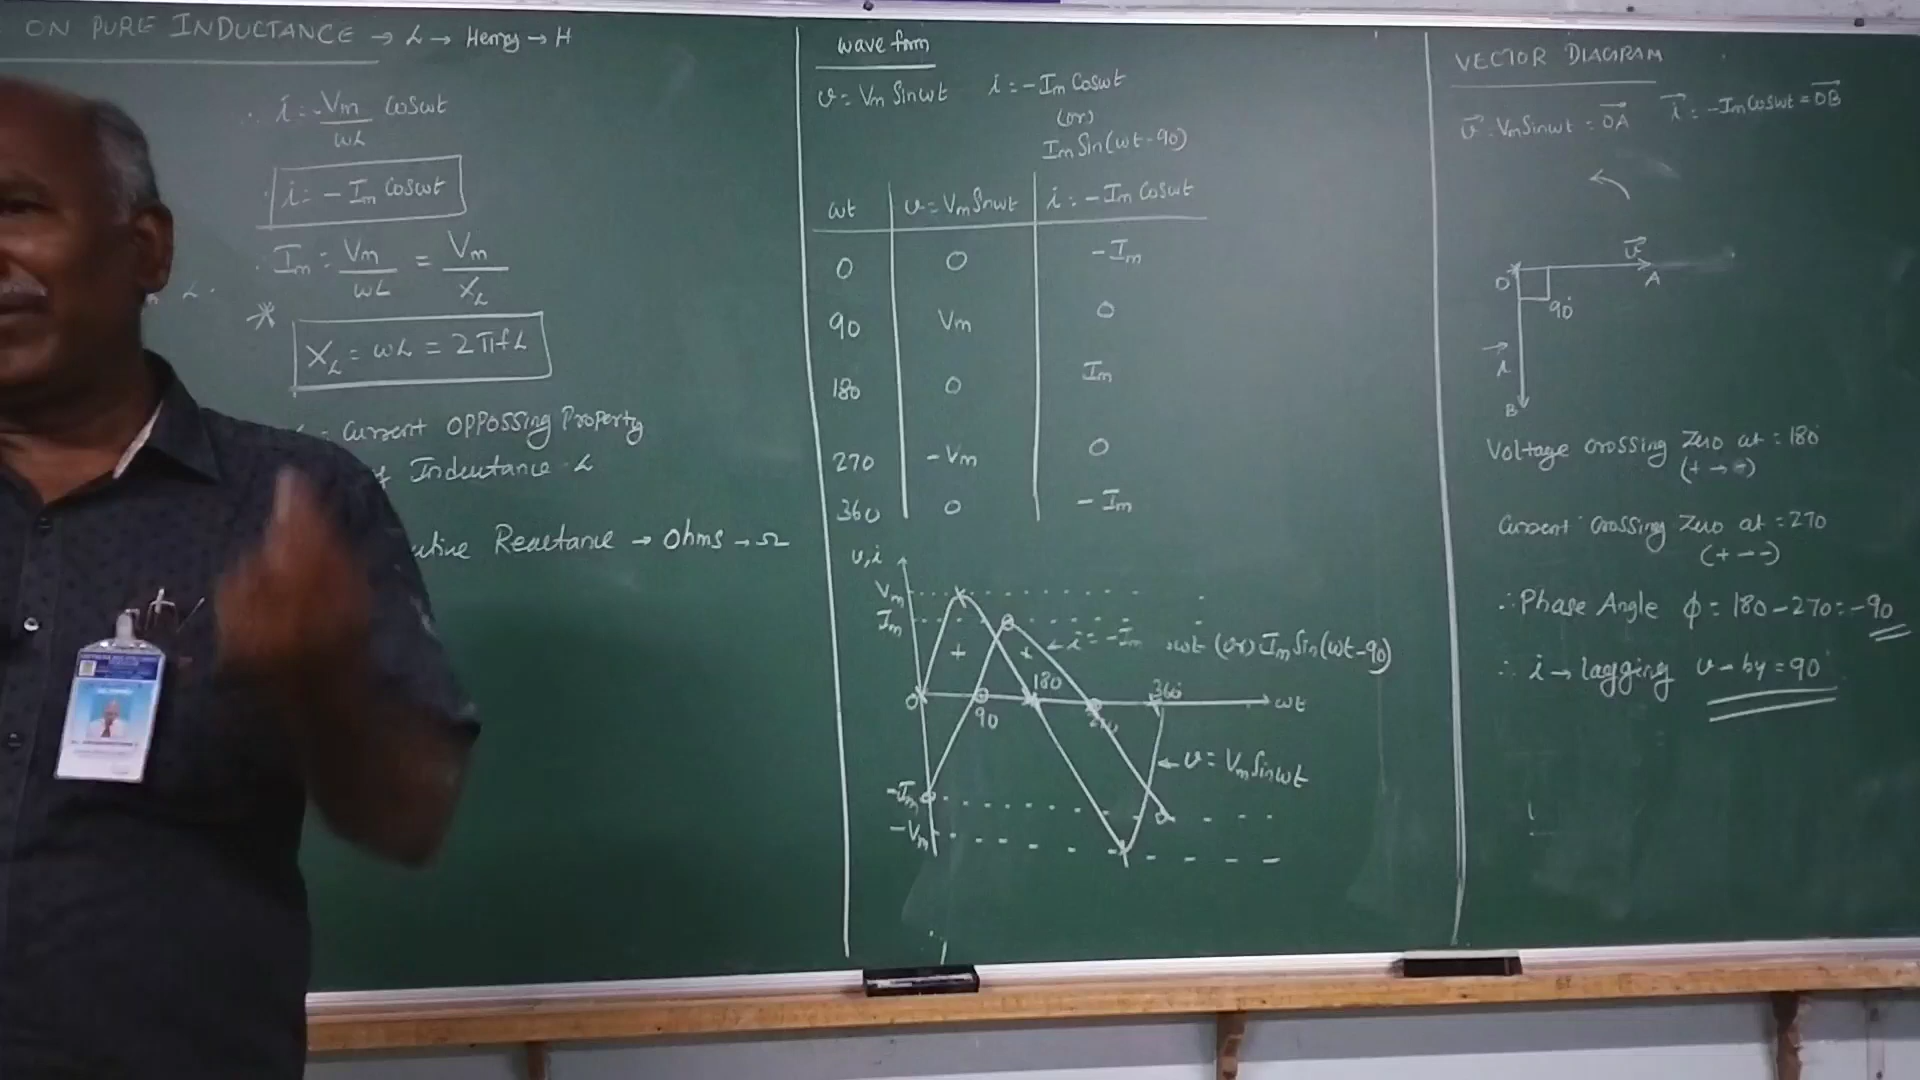 ON PURE INDUCTANCE → L → Henry → H
∴ i = -Vm/ωL Cosωt
∴ i = - Im Cosωt
∴ Im = Vm/ωL = Vm/XL
* XL = ωL = 2πfL
= Current OPPOSSing Property
of Inductance L
Reactance → Ohms → Ω
Wave form
v = Vm Sinωt i = - Im Cosωt
(or)
Im Sin(ωt-90)
ωt v = Vm Sinωt i = - Im Cosωt
0 0 - Im
90 Vm 0
180 0 Im
270 - Vm 0
360 0 - Im
v,i
Vm
Im
+ + ← i = - Im ωt (or) Im Sin(ωt-90)
0 90 180 270 360 ωt
← v = Vm Sinωt
-Im
-Vm
VECTOR DIAGRAM
v = Vm Sinωt = OA i = - Im Cosωt = OB
v
O A
90°
i
B
Voltage crossing Zero at = 180°
(+ → -)
Current crossing Zero at = 270
(+ → -)
∴ Phase Angle ϕ = 180 - 270 = -90
∴ i → lagging v - by = 90°